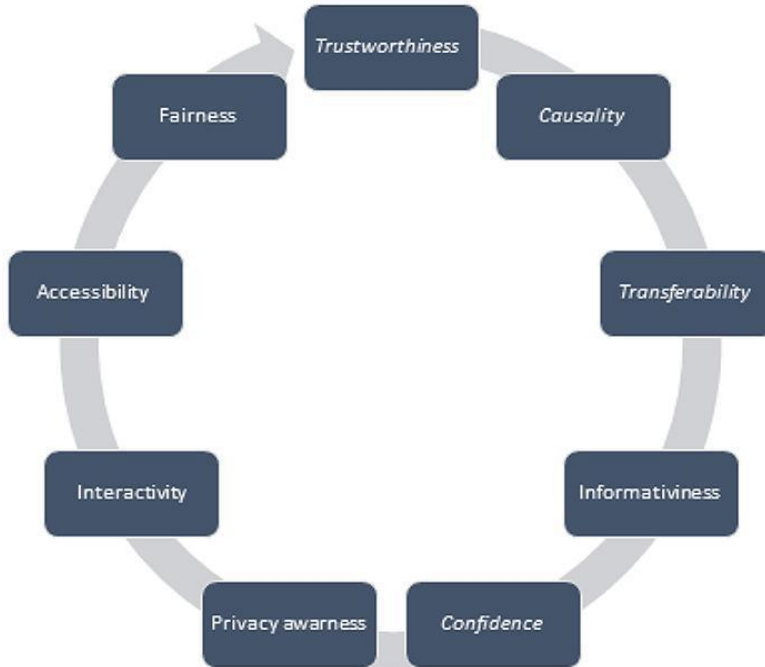 Trustworthiness
Causality
Transferability
Informativiness
Confidence
Privacy awarness
Interactivity
Accessibility
Fairness